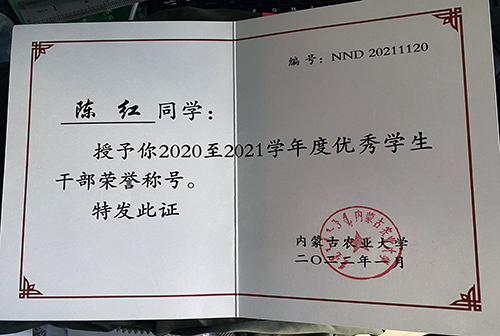 编号：NND 20211120
陈红同学：
授予你2020至2021学年度优秀学生
干部荣誉称号。
特发此证
内蒙古农业大学
二〇二二年一月